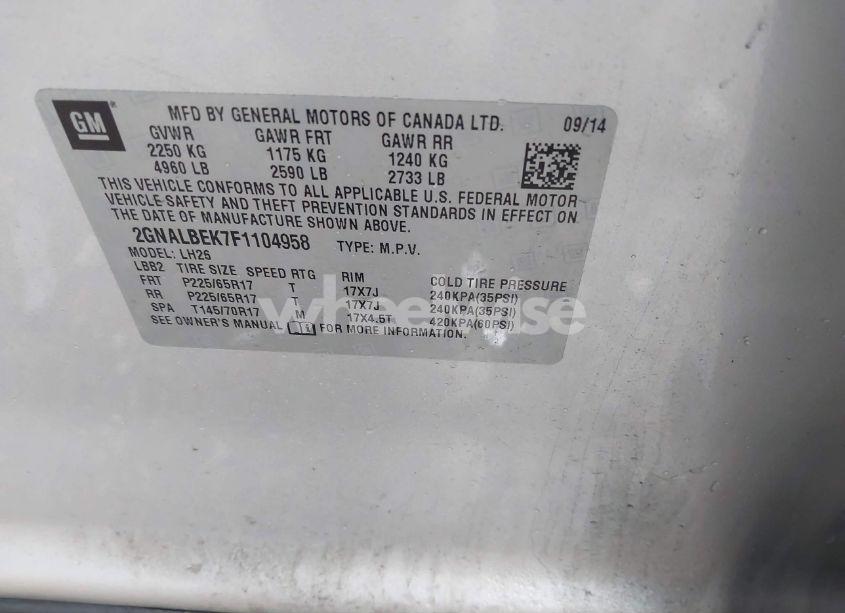 GM
MFD BY GENERAL MOTORS OF CANADA LTD. 09/14
GVWR GAWR FRT GAWR RR
2250 KG 1175 KG 1240 KG
4960 LB 2590 LB 2733 LB
THIS VEHICLE CONFORMS TO ALL APPLICABLE U.S. FEDERAL MOTOR
VEHICLE SAFETY AND THEFT PREVENTION STANDARDS IN EFFECT ON
THE DATE OF MANUFACTURE SHOWN ABOVE.
2GNALBEK7F1104958 TYPE: M.P.V.
MODEL: LH26
LBB2 TIRE SIZE SPEED RTG RIM COLD TIRE PRESSURE
FRT P225/65R17 T 17X7J 240KPA(35PSI)
RR P225/65R17 T 17X7J 240KPA(35PSI)
SPA T145/70R17 M 17X4.5T 420KPA(60PSI)
SEE OWNER'S MANUAL FOR MORE INFORMATION.